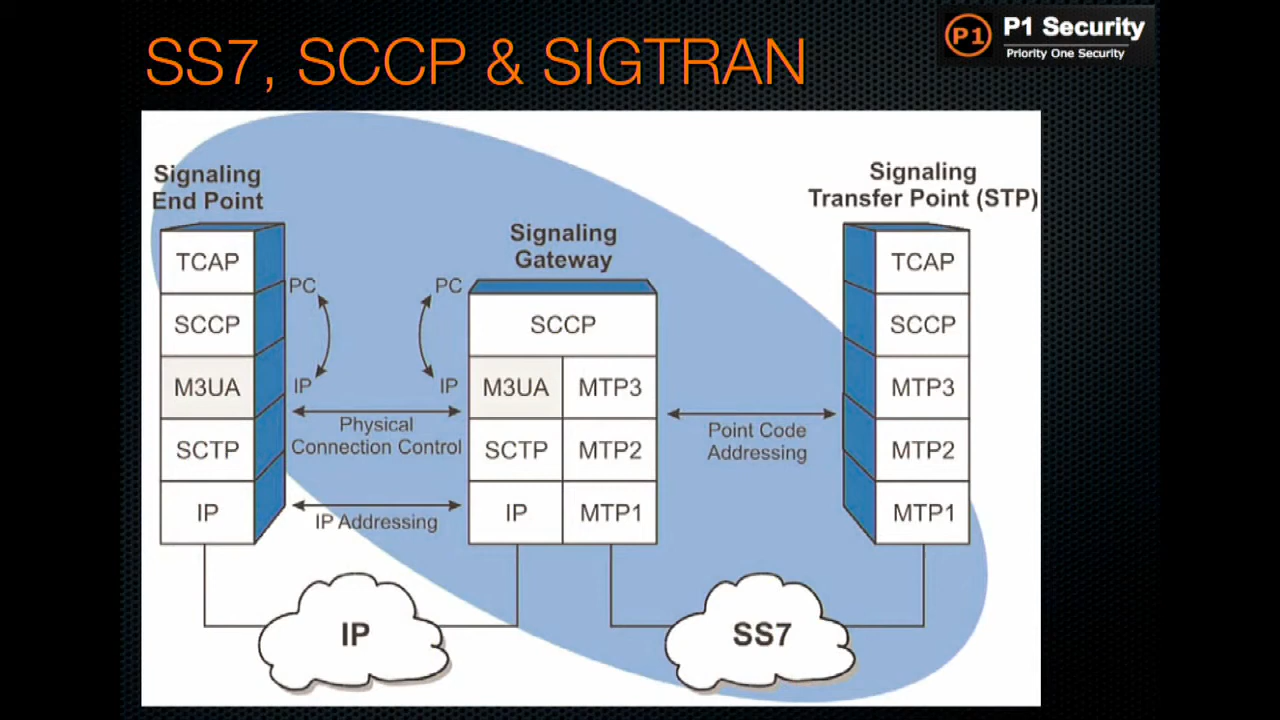 SS7, SCCP & SIGTRAN
P1
P1 Security
Priority One Security
Signaling
End Point
TCAP
SCCP
M3UA
SCTP
IP
PC
IP
Physical
Connection Control
IP Addressing
PC
IP
Signaling
Gateway
SCCP
M3UA
MTP3
SCTP
MTP2
IP
MTP1
Point Code
Addressing
Signaling
Transfer Point (STP)
TCAP
SCCP
MTP3
MTP2
MTP1
IP
SS7